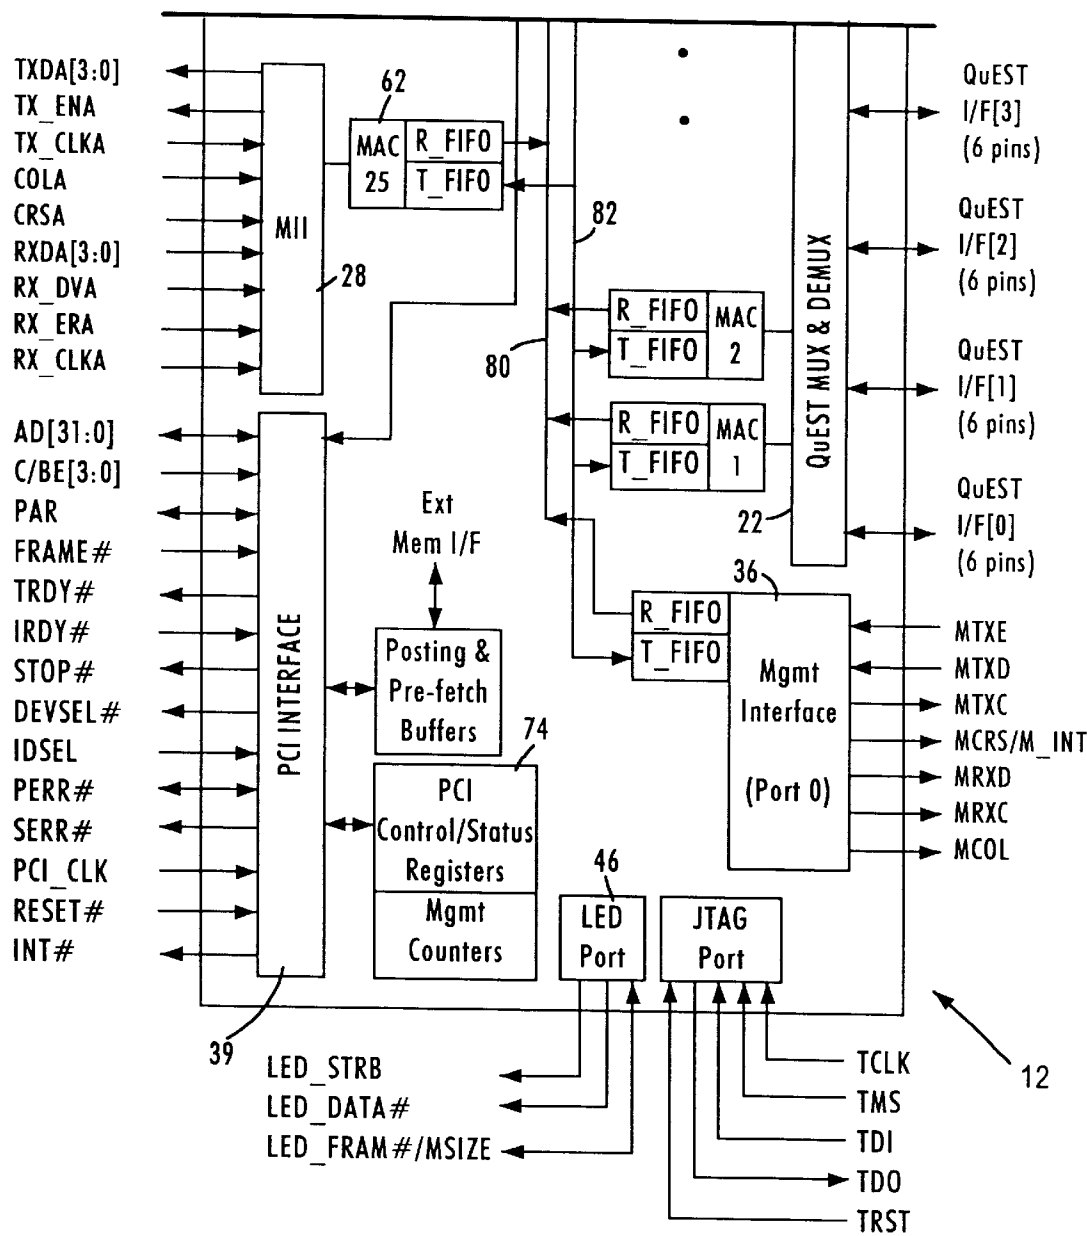 TXDA[3:0]
TX_ENA
TX_CLKA
COLA
CRSA
RXDA[3:0]
RX_DVA
RX_ERA
RX_CLKA
MII
28
62
MAC
25
R_FIFO
T_FIFO
82
80
R_FIFO
T_FIFO
MAC
2
R_FIFO
T_FIFO
MAC
1
QuEST MUX & DEMUX
22
QuEST
I/F[3]
(6 pins)
QuEST
I/F[2]
(6 pins)
QuEST
I/F[1]
(6 pins)
QuEST
I/F[0]
(6 pins)
AD[31:0]
C/BE[3:0]
PAR
FRAME#
TRDY#
IRDY#
STOP#
DEVSEL#
IDSEL
PERR#
SERR#
PCI_CLK
RESET#
INT#
PCI INTERFACE
39
Ext
Mem I/F
Posting &
Pre-fetch
Buffers
74
PCI
Control/Status
Registers
Mgmt
Counters
36
R_FIFO
T_FIFO
Mgmt
Interface
(Port 0)
MTXE
MTXD
MTXC
MCRS/M_INT
MRXD
MRXC
MCOL
46
LED
Port
JTAG
Port
LED_STRB
LED_DATA#
LED_FRAM#/MSIZE
TCLK
TMS
TDI
TDO
TRST
12